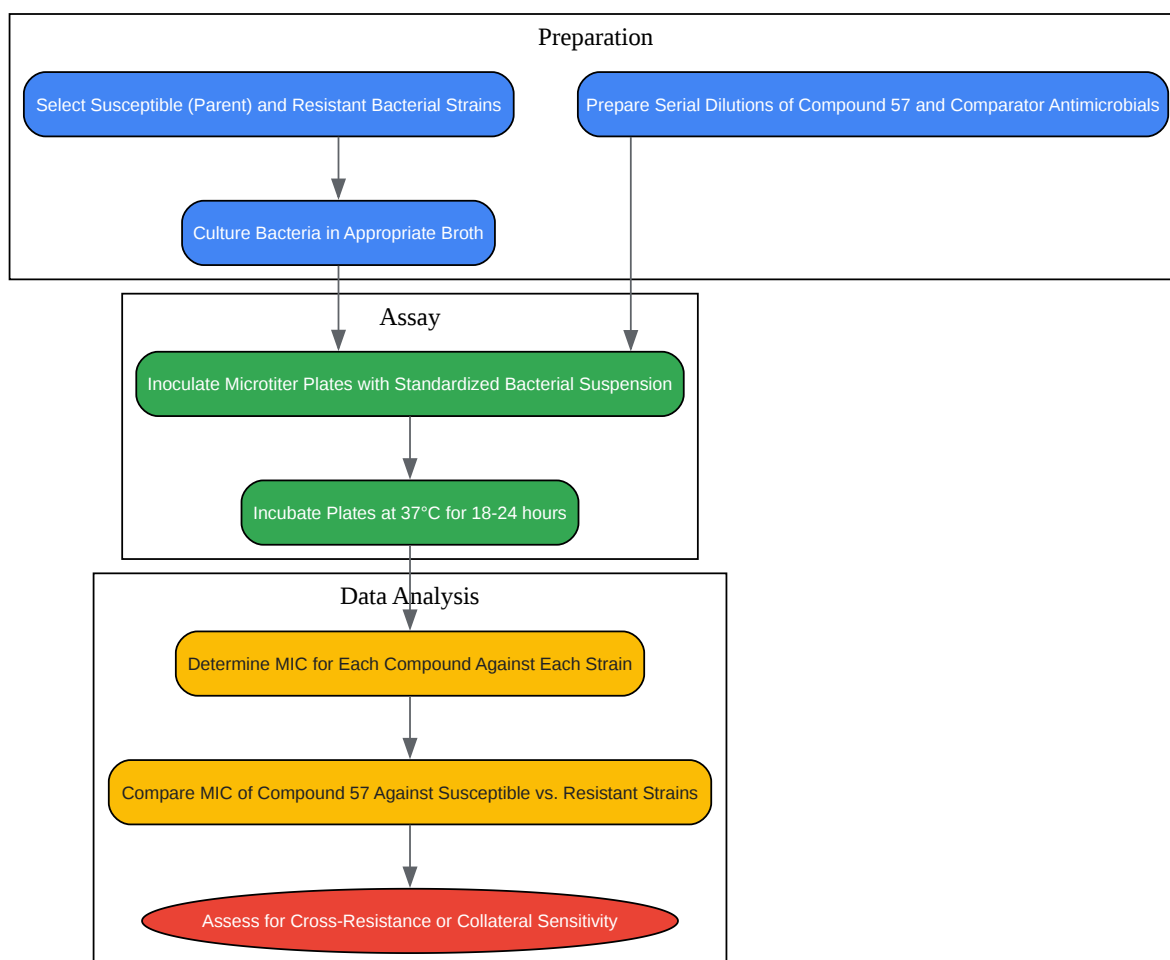 Preparation
Select Susceptible (Parent) and Resistant Bacterial Strains
Prepare Serial Dilutions of Compound 57 and Comparator Antimicrobials
Culture Bacteria in Appropriate Broth
Assay
Inoculate Microtiter Plates with Standardized Bacterial Suspension
Incubate Plates at 37°C for 18-24 hours
Data Analysis
Determine MIC for Each Compound Against Each Strain
Compare MIC of Compound 57 Against Susceptible vs. Resistant Strains
Assess for Cross-Resistance or Collateral Sensitivity